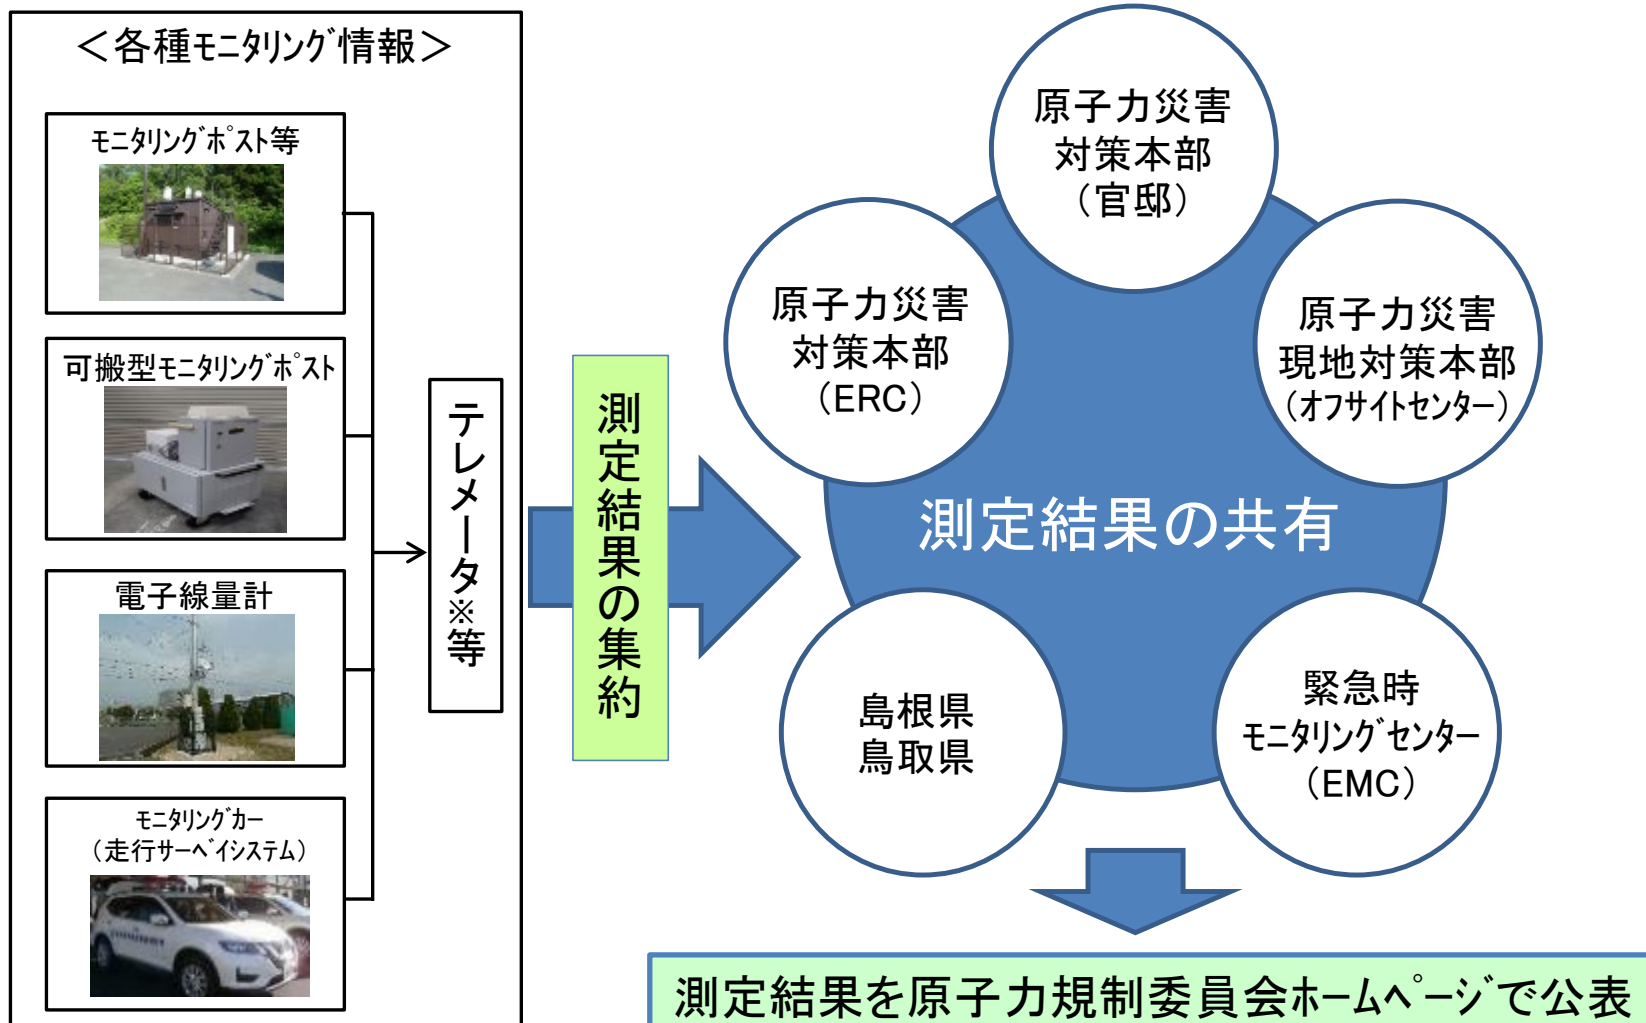 ＜各種ﾓﾆﾀﾘﾝｸﾞ情報＞
ﾓﾆﾀﾘﾝｸﾞﾎﾟｽﾄ等
可搬型ﾓﾆﾀﾘﾝｸﾞﾎﾟｽﾄ
電子線量計
ﾓﾆﾀﾘﾝｸﾞｶｰ
（走行ｻｰﾍﾞｲｼｽﾃﾑ）
テレメータ※等
測定結果の集約
原子力災害
対策本部
（官邸）
原子力災害
対策本部
（ERC）
原子力災害
現地対策本部
（ｵﾌｻｲﾄｾﾝﾀｰ）
測定結果の共有
島根県
鳥取県
緊急時
ﾓﾆﾀﾘﾝｸﾞｾﾝﾀｰ
（EMC）
測定結果を原子力規制委員会ﾎｰﾑﾍﾟｰｼﾞで公表